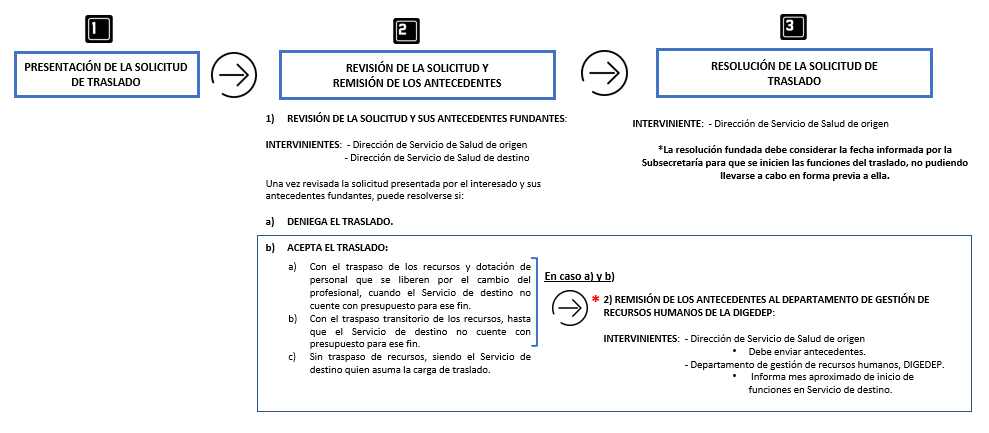 1
PRESENTACIÓN DE LA SOLICITUD
DE TRASLADO
2
REVISIÓN DE LA SOLICITUD Y
REMISIÓN DE LOS ANTECEDENTES
3
RESOLUCIÓN DE LA SOLICITUD DE
TRASLADO
1) REVISIÓN DE LA SOLICITUD Y SUS ANTECEDENTES FUNDANTES:
INTERVINIENTES: - Dirección de Servicio de Salud de origen
- Dirección de Servicio de Salud de destino
Una vez revisada la solicitud presentada por el interesado y sus
antecedentes fundantes, puede resolverse si:
a) DENIEGA EL TRASLADO.
INTERVINIENTE: - Dirección de Servicio de Salud de origen
*La resolución fundada debe considerar la fecha informada por la
Subsecretaría para que se inicien las funciones del traslado, no pudiendo
llevarse a cabo en forma previa a ella.
b) ACEPTA EL TRASLADO:
a) Con el traspaso de los recursos y dotación de
personal que se liberen por el cambio del
profesional, cuando el Servicio de destino no
cuente con presupuesto para ese fin.
b) Con el traspaso transitorio de los recursos, hasta
que el Servicio de destino no cuente con
presupuesto para ese fin.
c) Sin traspaso de recursos, siendo el Servicio de
destino quien asuma la carga de traslado.
En caso a) y b)
* 2) REMISIÓN DE LOS ANTECEDENTES AL DEPARTAMENTO DE GESTIÓN DE
RECURSOS HUMANOS DE LA DIGEDEP:
INTERVINIENTES: - Dirección de Servicio de Salud de origen
• Debe enviar antecedentes.
- Departamento de gestión de recursos humanos, DIGEDEP.
• Informa mes aproximado de inicio de
funciones en Servicio de destino.